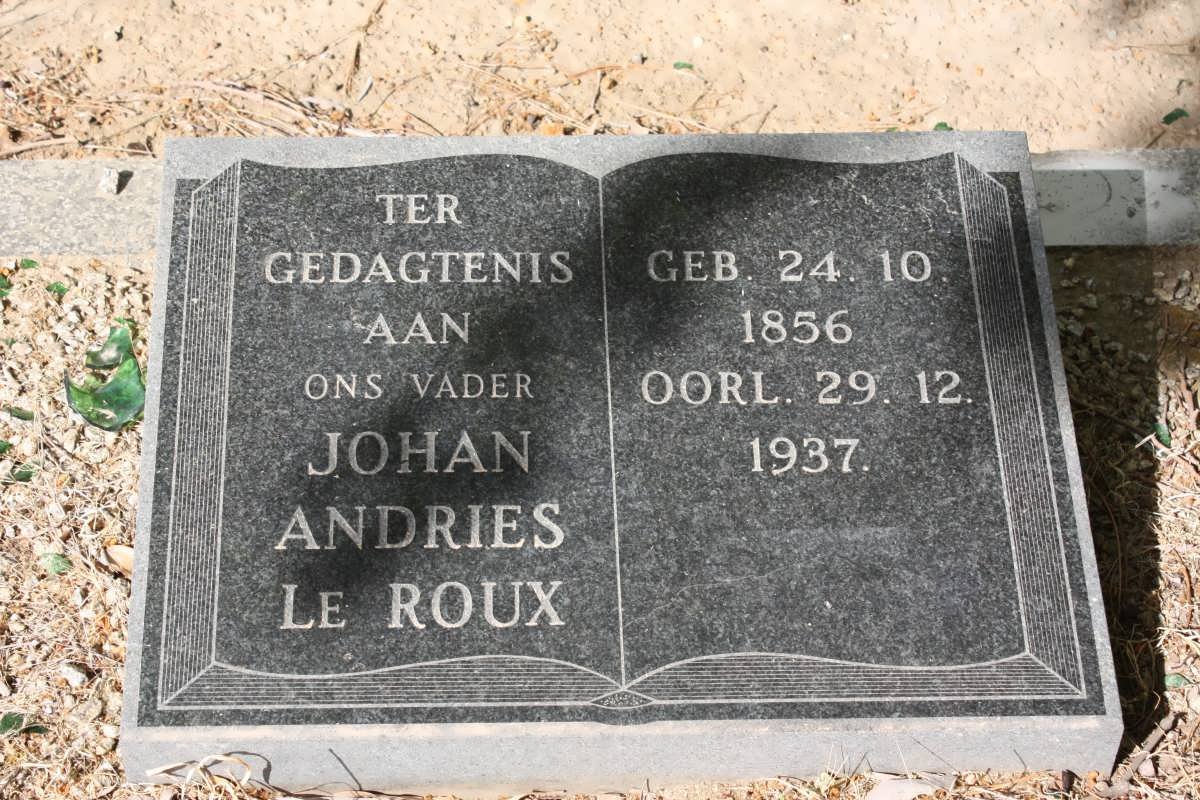 TER
GEDAGTENIS
AAN
ONS VADER
JOHAN
ANDRIES
LE ROUX
GEB. 24. 10.
1856
OORL. 29. 12.
1937.